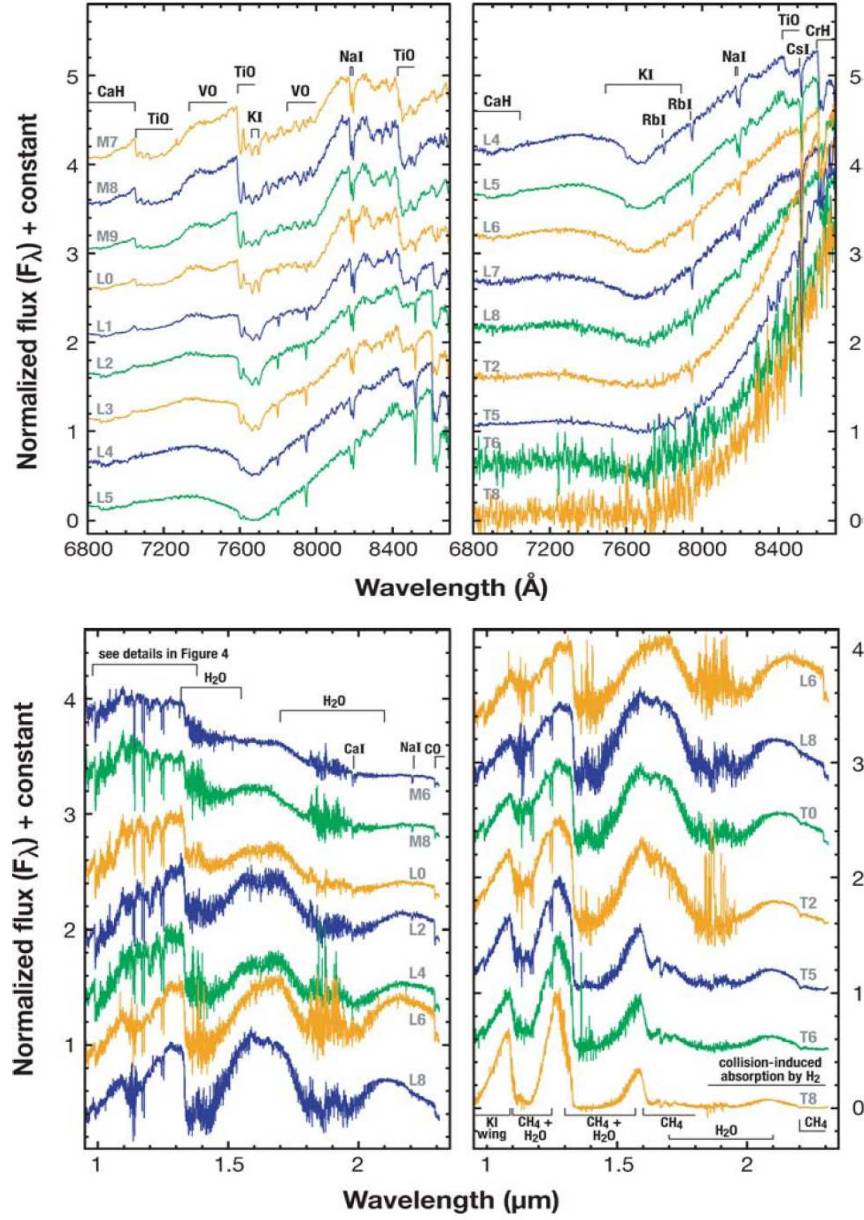 Normalized flux (Fλ) + constant
5
4
3
2
1
0
CaH
TiO
VO
TiO
KI
VO
NaI
TiO
M7
M8
M9
L0
L1
L2
L3
L4
L5
6800 7200 7600 8000 8400
TiO
CrH
CsI
NaI
KI
RbI
RbI
CaH
L4
L5
L6
L7
L8
T2
T5
T6
T8
5
4
3
2
1
0
6800 7200 7600 8000 8400
Wavelength (Å)
Normalized flux (Fλ) + constant
4
3
2
1
see details in Figure 4
H2O
H2O
CaI
NaI
CO
M6
M8
L0
L2
L4
L6
L8
1 1.5 2
L6
L8
T0
T2
T5
T6
collision-induced
absorption by H2
T8
KI
wing
CH4 +
H2O
CH4 +
H2O
CH4
H2O
CH4
4
3
2
1
0
1 1.5 2
Wavelength (µm)